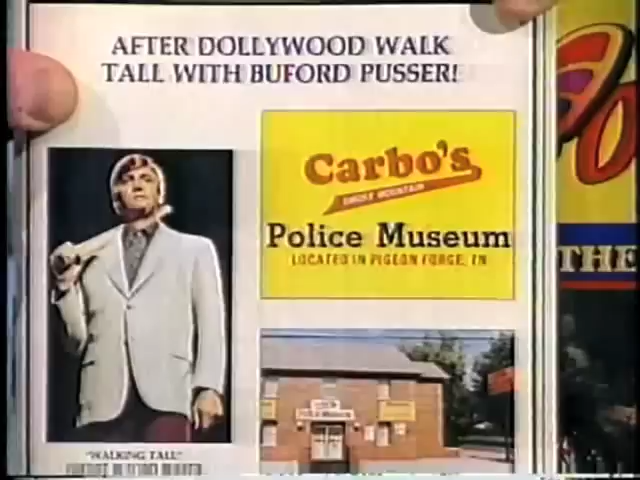 AFTER DOLLYWOOD WALK
TALL WITH BUFORD PUSSER!
Carbo's
SMOKY MOUNTAIN
Police Museum
LOCATED IN PIGEON FORGE, TN
THE
"WALKING TALL"